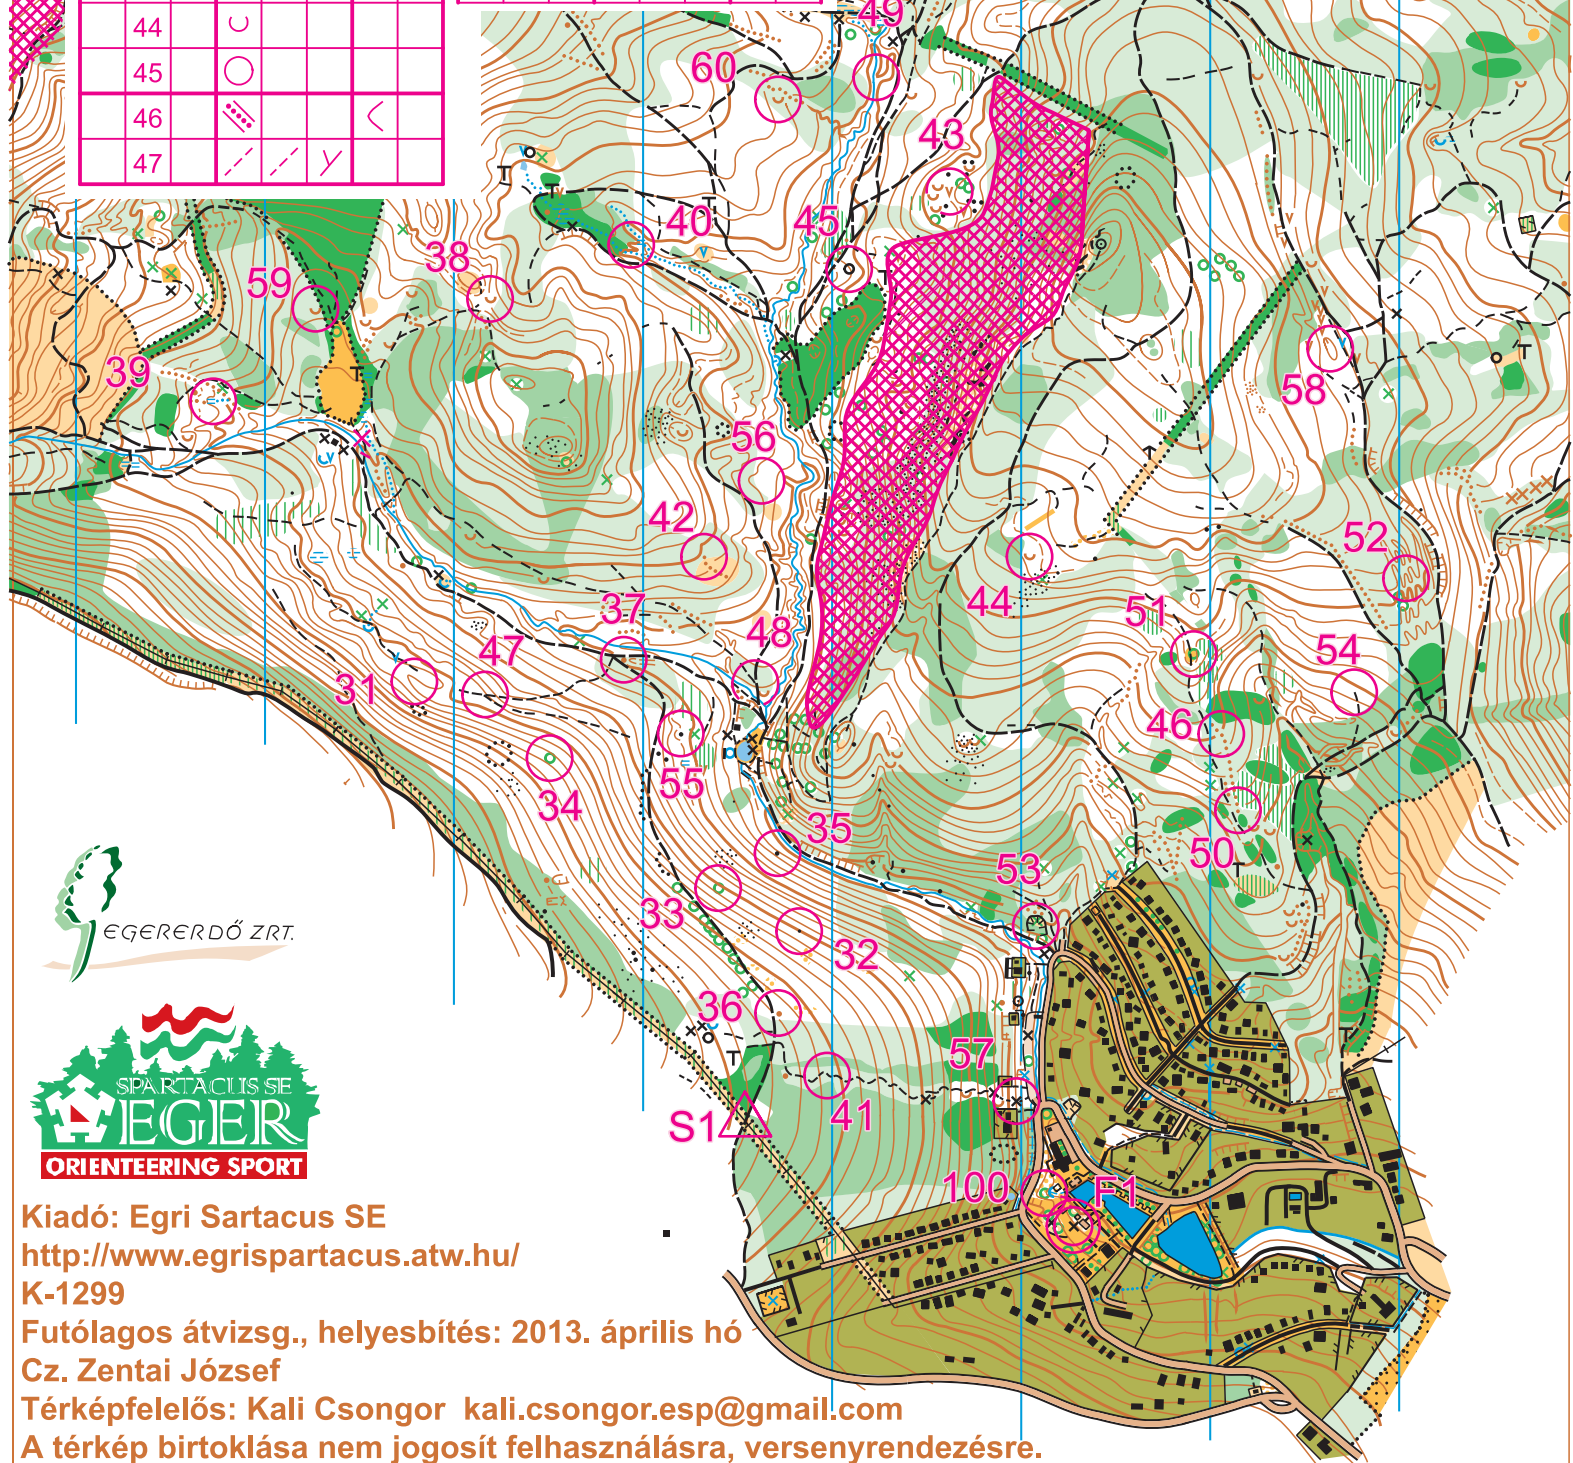 44
45
46
47
49
60
43
40
45
38
59
39
58
56
42
52
44
51
37
48
54
47
31
46
55
34
35
50
53
33
32
36
57
41
S1
100
F1
EGERERDŐ ZRT.
SPARTACUS SE
EGER
ORIENTEERING SPORT
Kiadó: Egri Sartacus SE
http://www.egrispartacus.atw.hu/
K-1299
Futólagos átvizsg., helyesbítés: 2013. április hó
Cz. Zentai József
Térképfelelős: Kali Csongor kali.csongor.esp@gmail.com
A térkép birtoklása nem jogosít felhasználásra, versenyrendezésre.